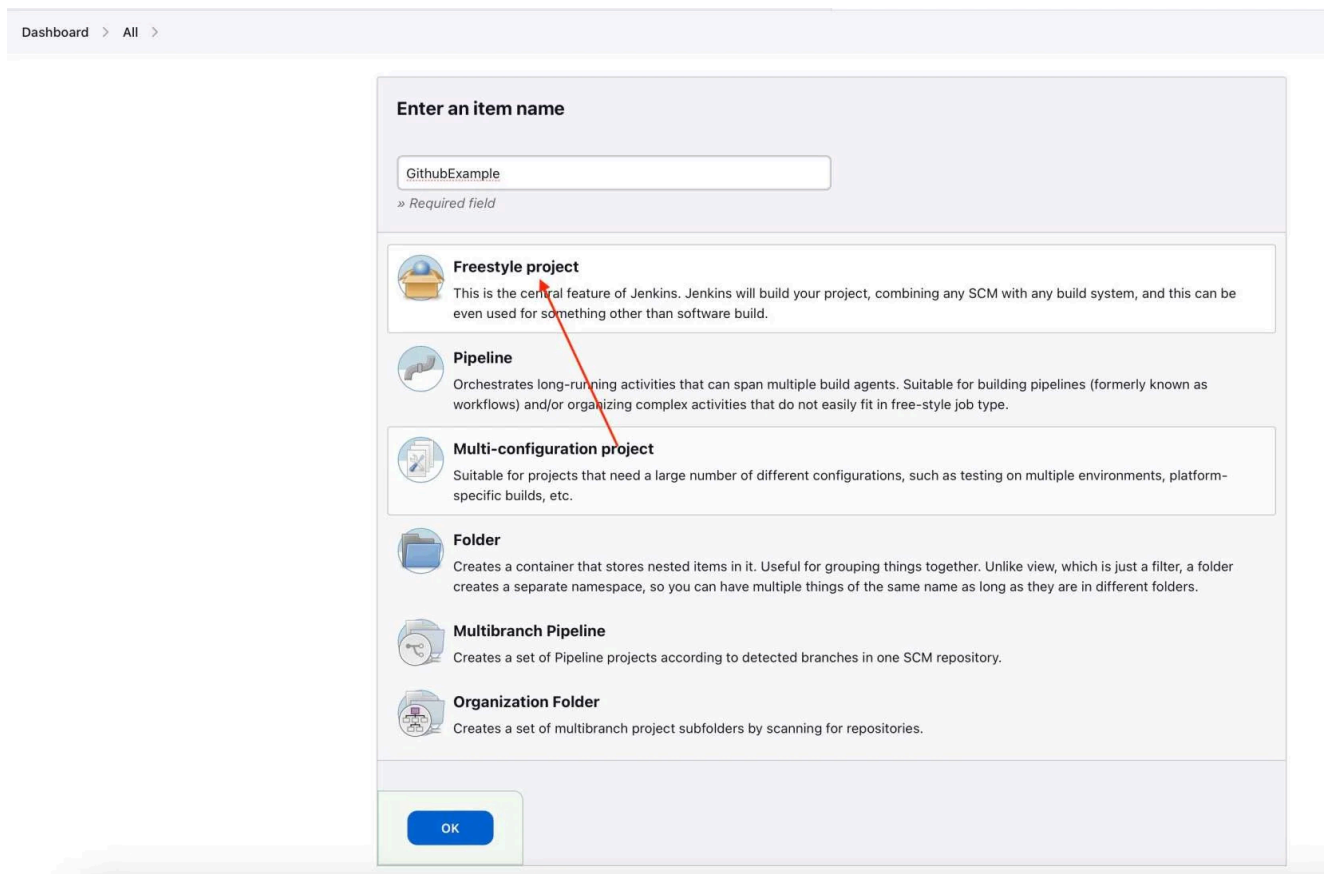 Dashboard > All >
Enter an item name
GithubExample
» Required field
Freestyle project
This is the central feature of Jenkins. Jenkins will build your project, combining any SCM with any build system, and this can be
even used for something other than software build.
Pipeline
Orchestrates long-running activities that can span multiple build agents. Suitable for building pipelines (formerly known as
workflows) and/or organizing complex activities that do not easily fit in free-style job type.
Multi-configuration project
Suitable for projects that need a large number of different configurations, such as testing on multiple environments, platform-
specific builds, etc.
Folder
Creates a container that stores nested items in it. Useful for grouping things together. Unlike view, which is just a filter, a folder
creates a separate namespace, so you can have multiple things of the same name as long as they are in different folders.
Multibranch Pipeline
Creates a set of Pipeline projects according to detected branches in one SCM repository.
Organization Folder
Creates a set of multibranch project subfolders by scanning for repositories.
OK